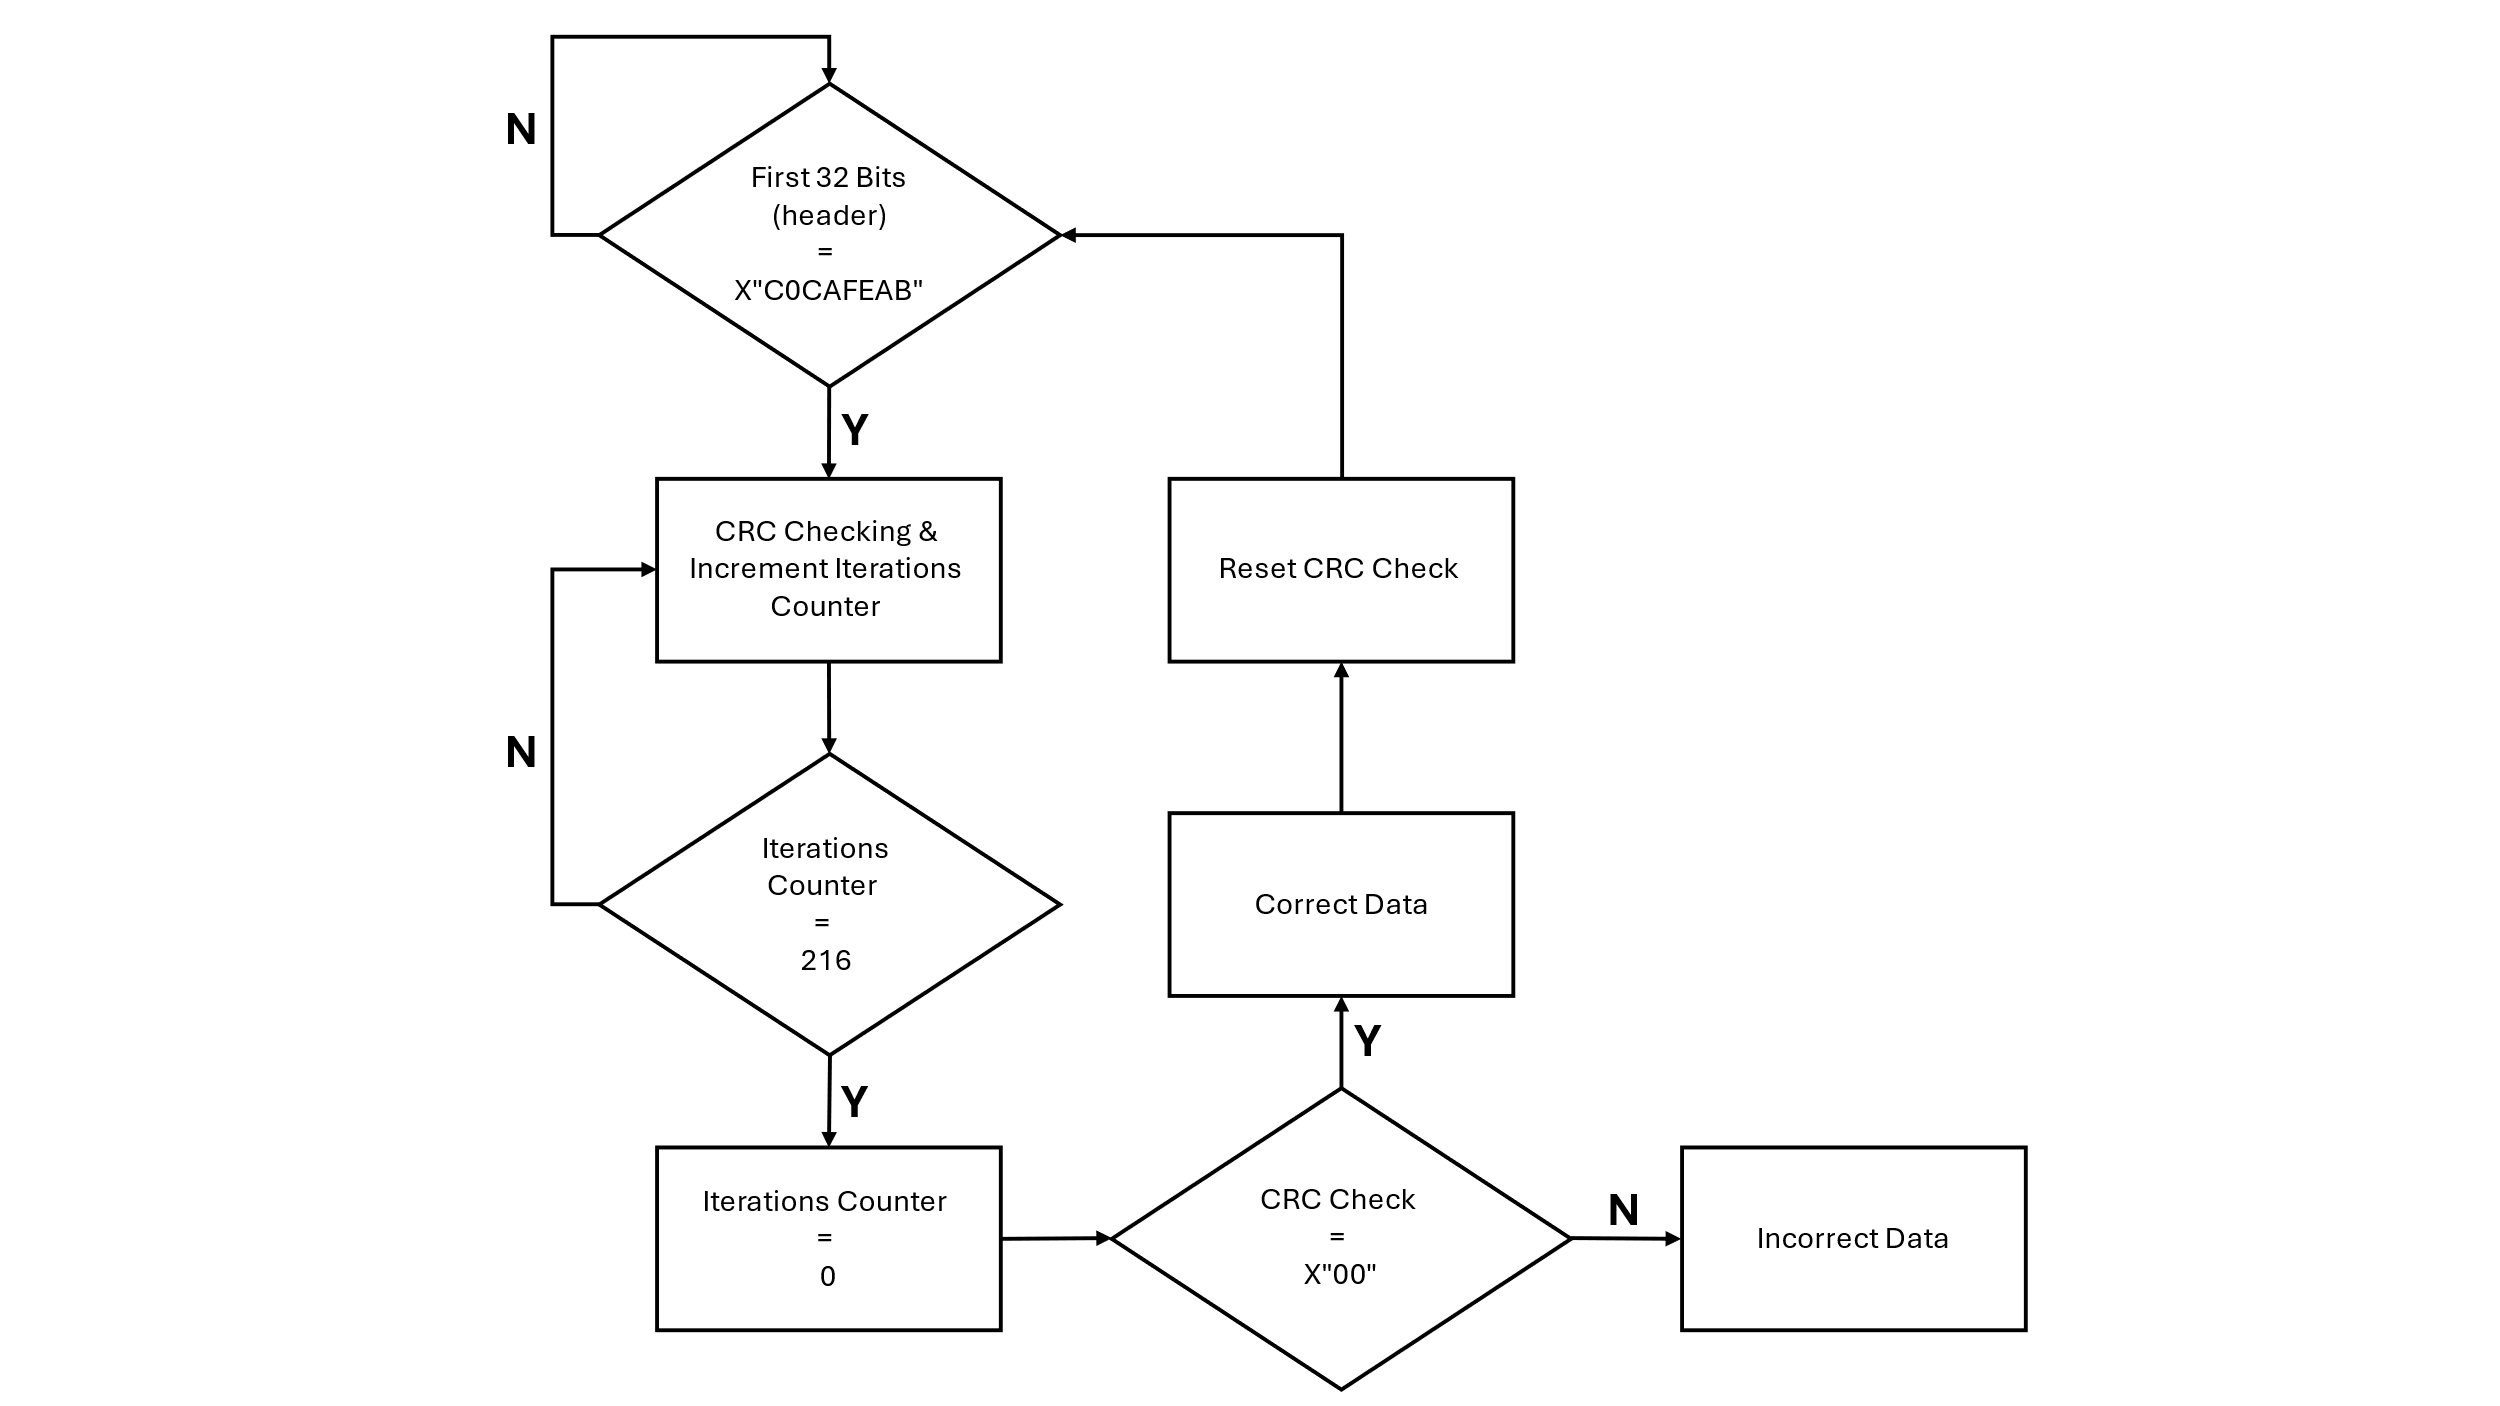 N
First 32 Bits
(header)
=
X"C0CAFEAB"
Y
CRC Checking &
Increment Iterations
Counter
Reset CRC Check
N
Iterations
Counter
=
216
Correct Data
Y
Y
Iterations Counter
=
0
CRC Check
=
X"00"
N
Incorrect Data